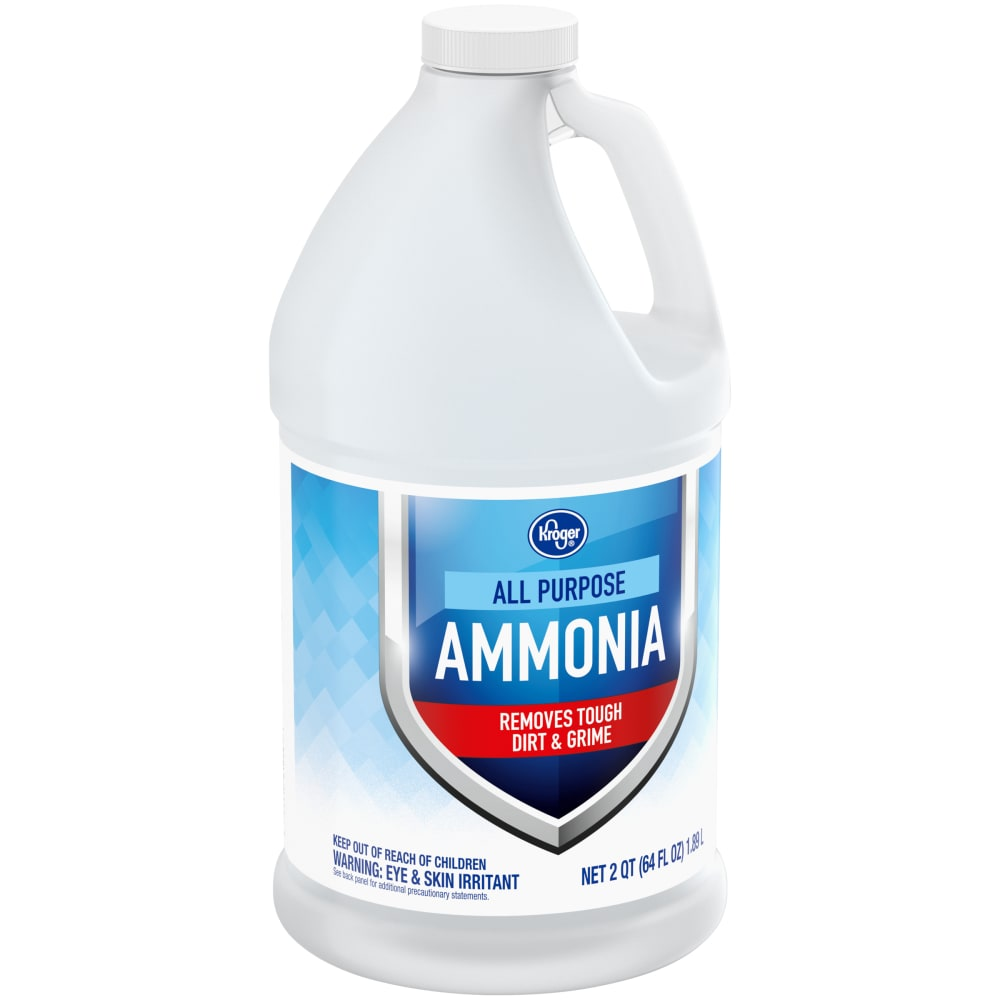 Kroger®
ALL PURPOSE
AMMONIA
REMOVES TOUGH
DIRT & GRIME
KEEP OUT OF REACH OF CHILDREN
WARNING: EYE & SKIN IRRITANT
See back panel for additional precautionary statements.
NET 2 QT (64 FL OZ) 1.89 L